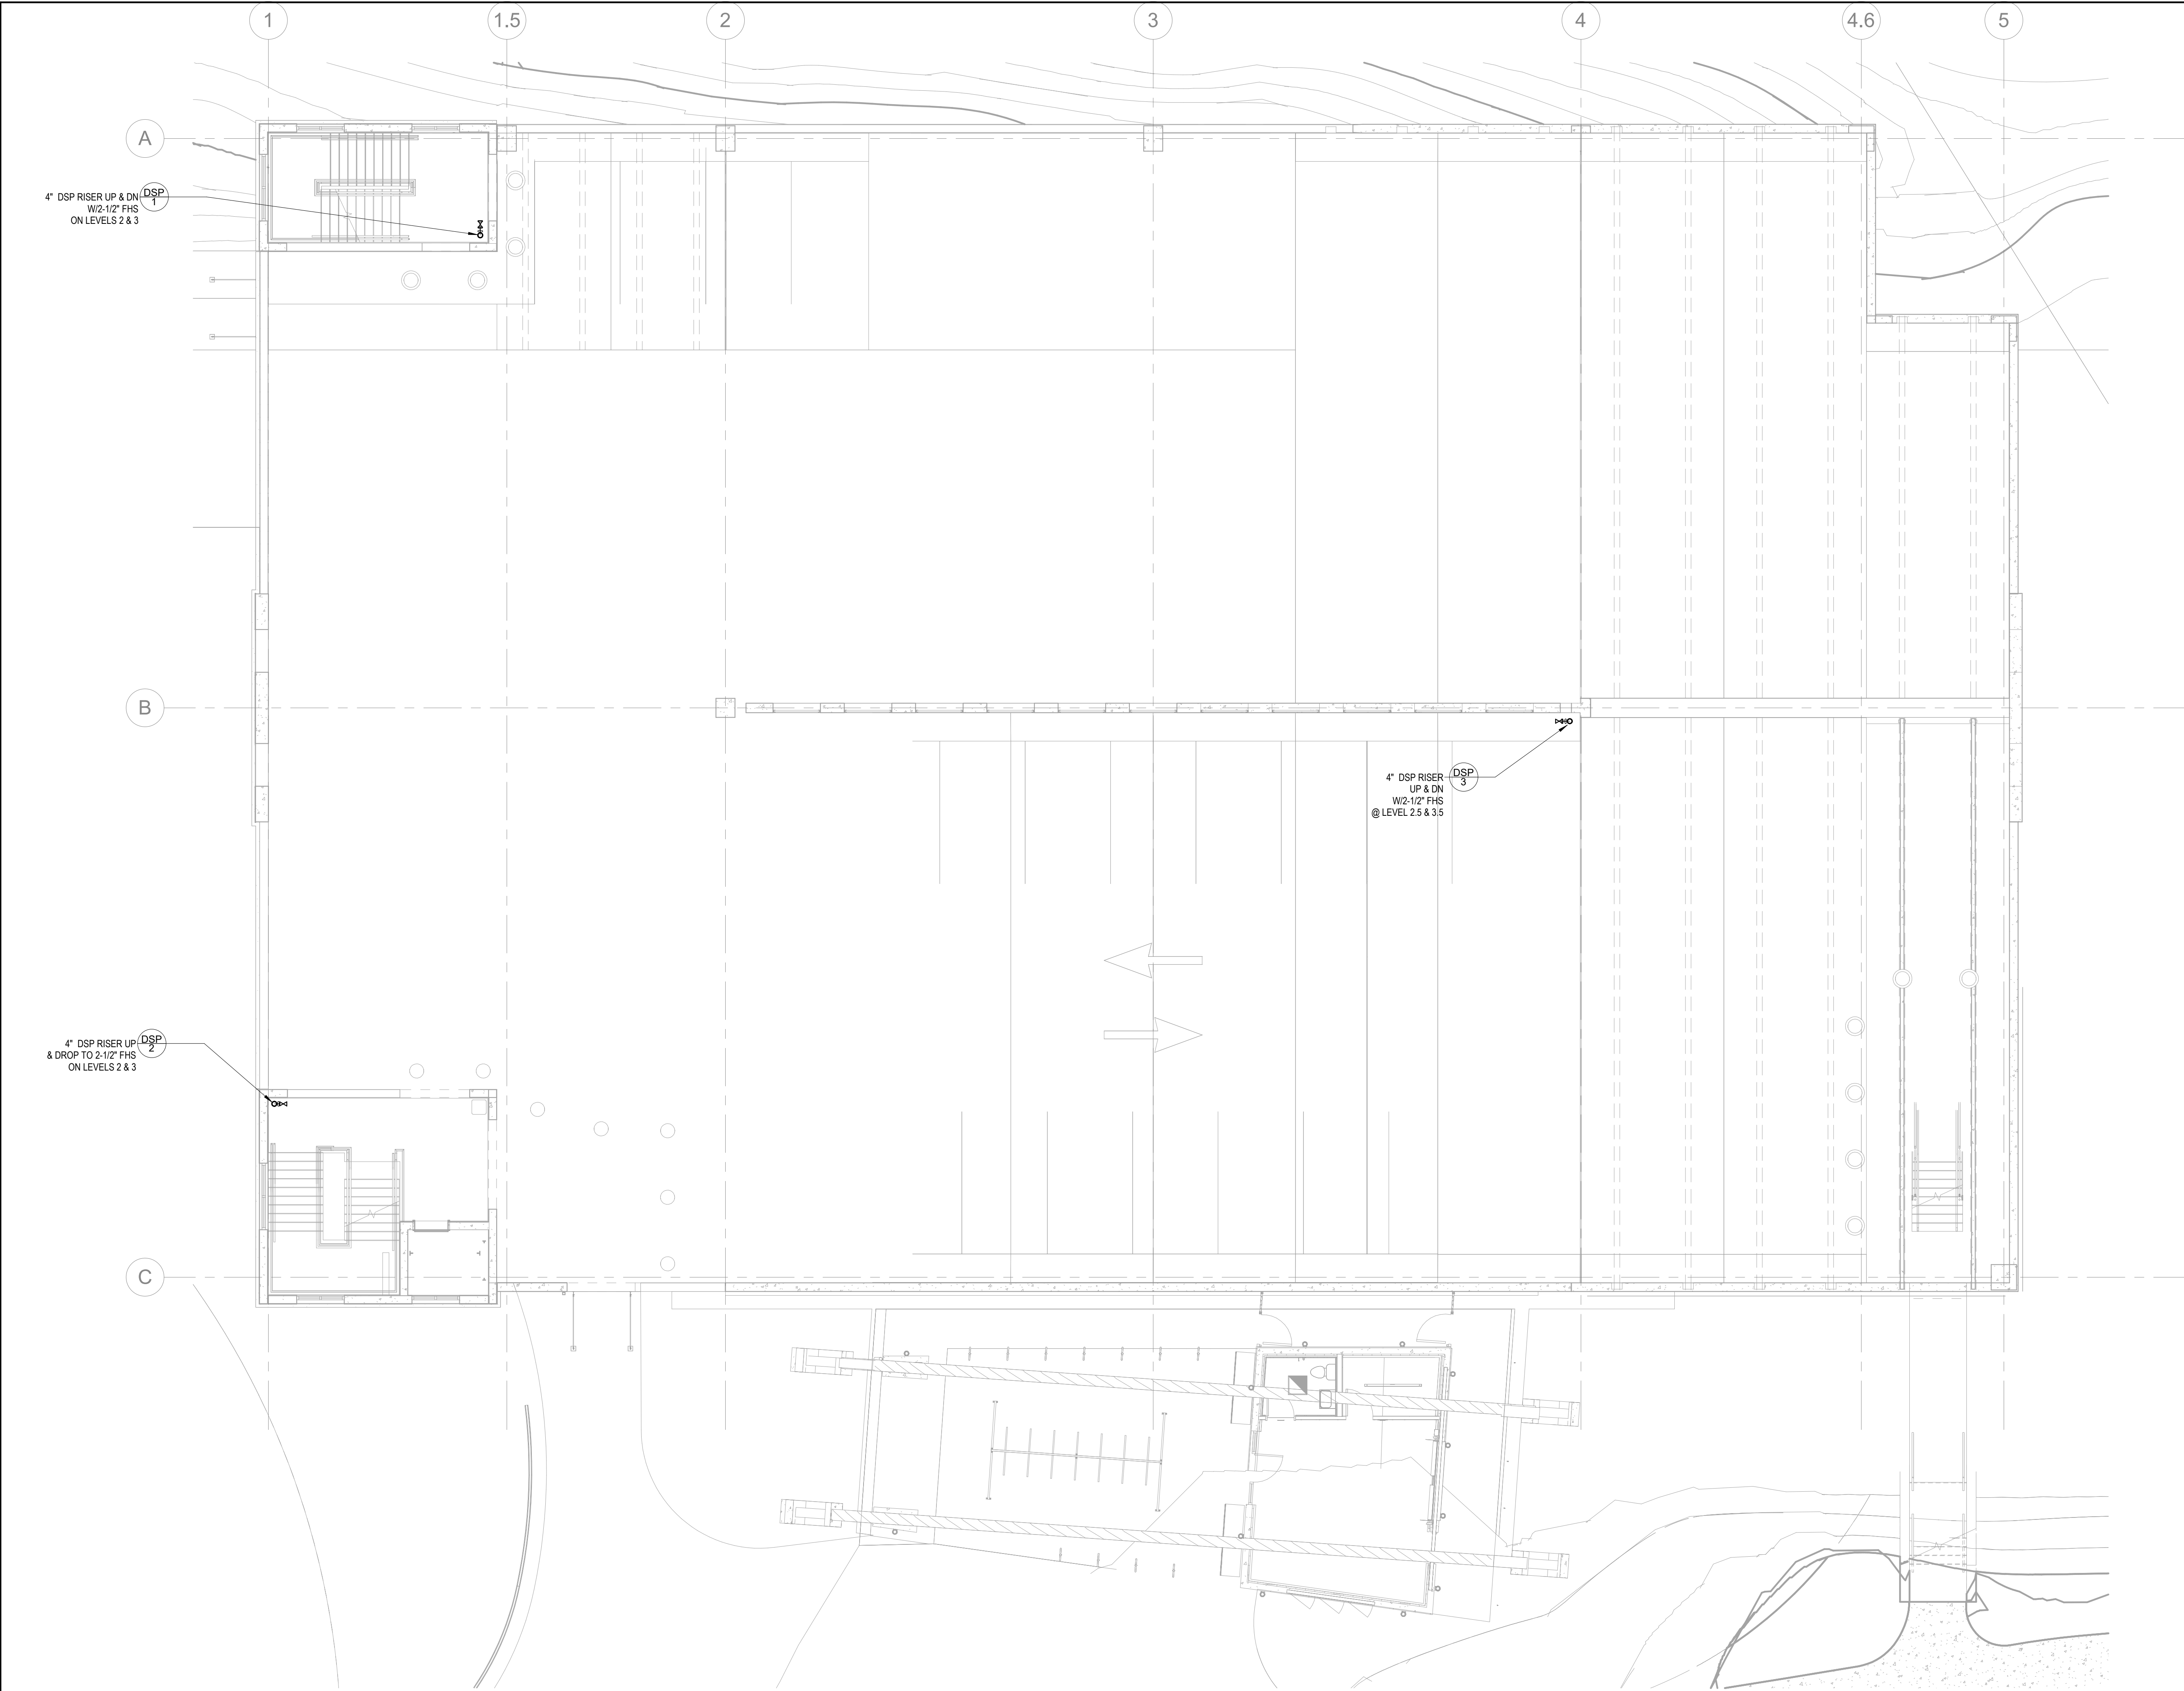 1
1.5
2
3
4
4.6
5
A
4" DSP RISER UP & DN
W/2-1/2" FHS
ON LEVELS 2 & 3
DSP
1
B
4" DSP RISER
UP & DN
W/2-1/2" FHS
@ LEVEL 2.5 & 3.5
DSP
3
4" DSP RISER UP
& DROP TO 2-1/2" FHS
ON LEVELS 2 & 3
DSP
2
C